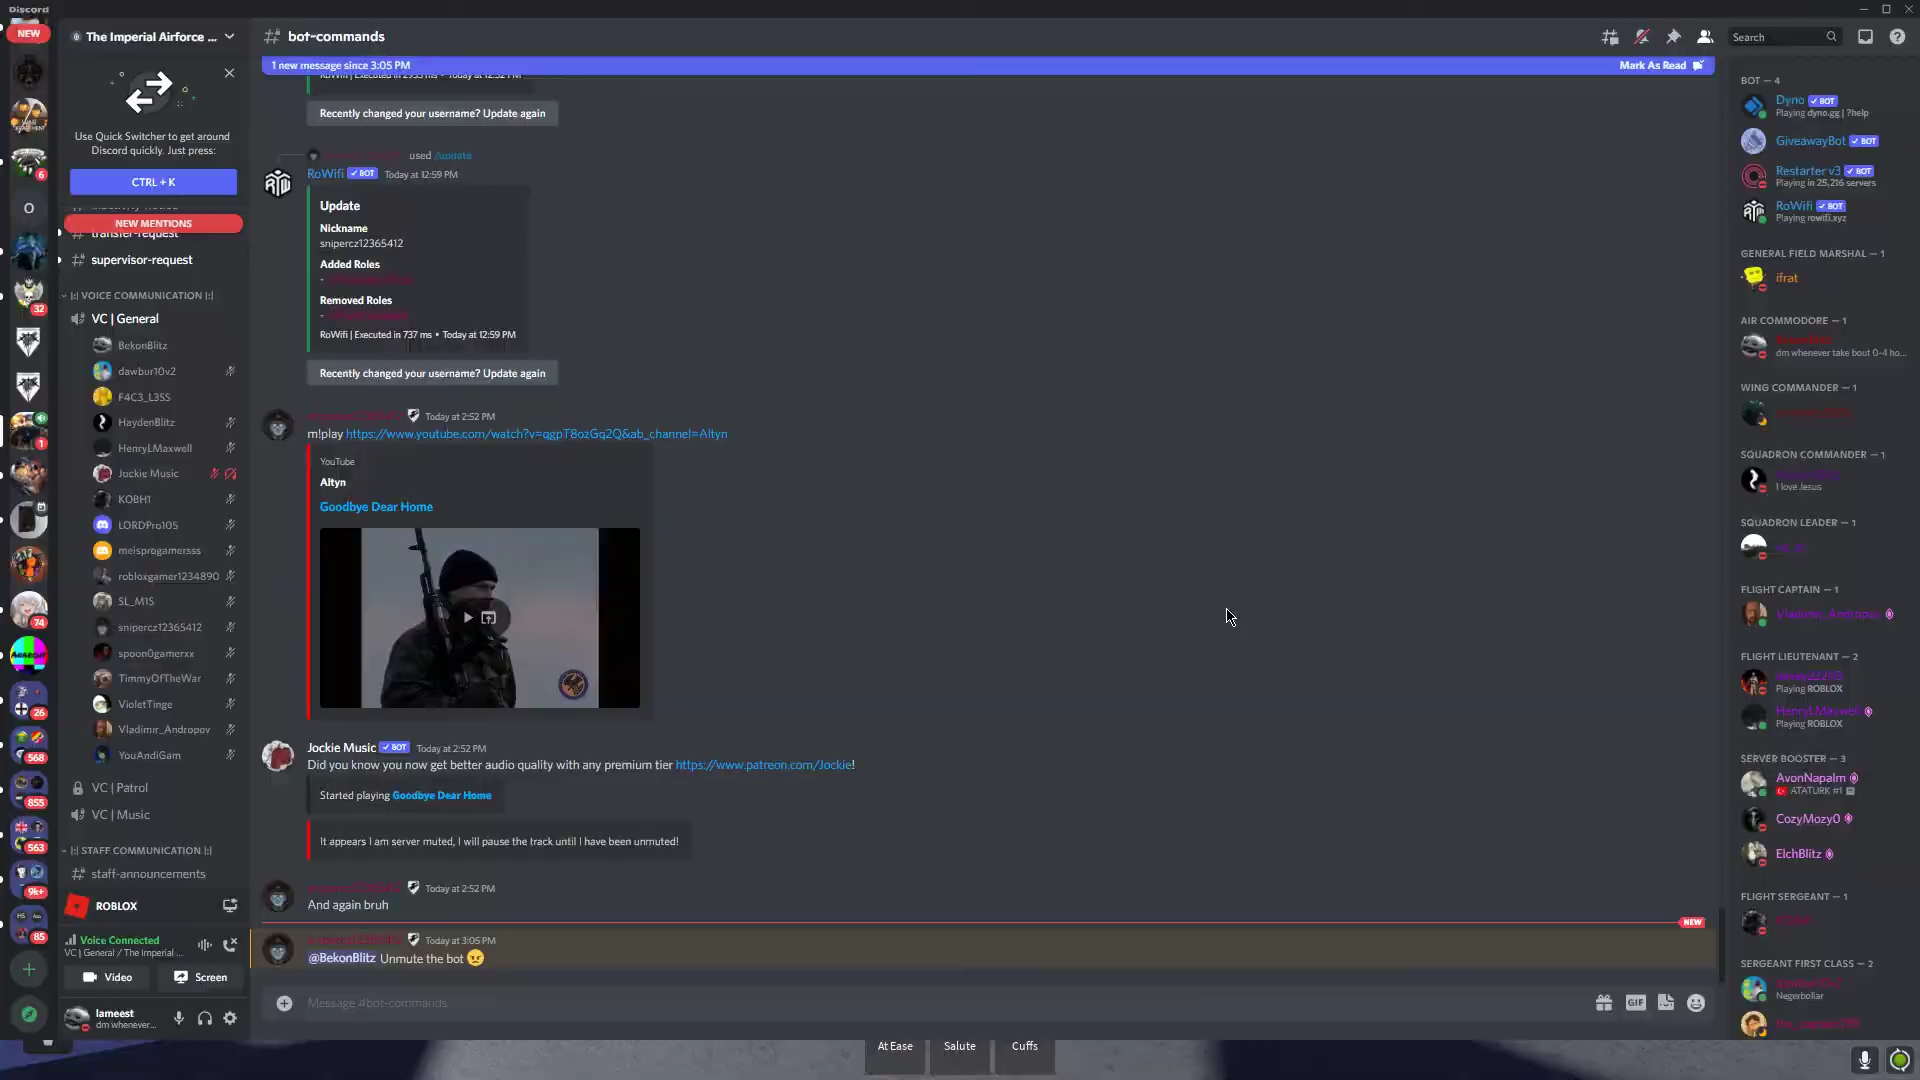 Discord
NEW
The Imperial Airforce ...
Use Quick Switcher to get around
Discord quickly. Just press:
CTRL + K
NEW MENTIONS
transfer-request
supervisor-request
|:| VOICE COMMUNICATION |:|
VC | General
BekonBlitz
dawbur10v2
F4C3_L3SS
HaydenBlitz
HenryLMaxwell
Jockie Music
KOBH1
LORDPro105
meisprogamersss
robloxgamer1234890
SL_M1S
snipercz12365412
spoon0gamerxx
TimmyOfTheWar
VioletTinge
Vladimir_Andropov
YouAndiGam
VC | Patrol
VC | Music
|:| STAFF COMMUNICATION |:|
staff-announcements
ROBLOX
Voice Connected
VC | General / The Imperial ...
Video
Screen
lameest
dm whenever...
6
O
32
1
74
26
568
855
563
9k+
85
bot-commands
Search
1 new message since 3:05 PM
Mark As Read
Recently changed your username? Update again
used /update
RoWifi BOT Today at 12:59 PM
Update
Nickname
snipercz12365412
Added Roles
-
Removed Roles
-
RoWifi | Executed in 737 ms • Today at 12:59 PM
Recently changed your username? Update again
Today at 2:52 PM
m!play https://www.youtube.com/watch?v=qgpT8ozGq2Q&ab_channel=Altyn
YouTube
Altyn
Goodbye Dear Home
Jockie Music BOT Today at 2:52 PM
Did you know you now get better audio quality with any premium tier https://www.patreon.com/Jockie!
Started playing Goodbye Dear Home
It appears I am server muted, I will pause the track until I have been unmuted!
Today at 2:52 PM
And again bruh
NEW
Today at 3:05 PM
@BekonBlitz Unmute the bot 😠
Message #bot-commands
GIF
BOT — 4
Dyno BOT
Playing dyno.gg | ?help
GiveawayBot BOT
Restarter v3 BOT
Playing in 25,216 servers
RoWifi BOT
Playing rowifi.xyz
GENERAL FIELD MARSHAL — 1
ifrat
AIR COMMODORE — 1
dm whenever take bout 0-4 ho...
WING COMMANDER — 1
SQUADRON COMMANDER — 1
I love Jesus
SQUADRON LEADER — 1
FLIGHT CAPTAIN — 1
Vladimir_Andropov
FLIGHT LIEUTENANT — 2
Playing ROBLOX
HenryLMaxwell
Playing ROBLOX
SERVER BOOSTER — 3
AvonNapalm
🇹🇷 ATATURK #1
CozyMozy0
ElchBlitz
FLIGHT SERGEANT — 1
SERGEANT FIRST CLASS — 2
Negerbollar
At Ease
Salute
Cuffs